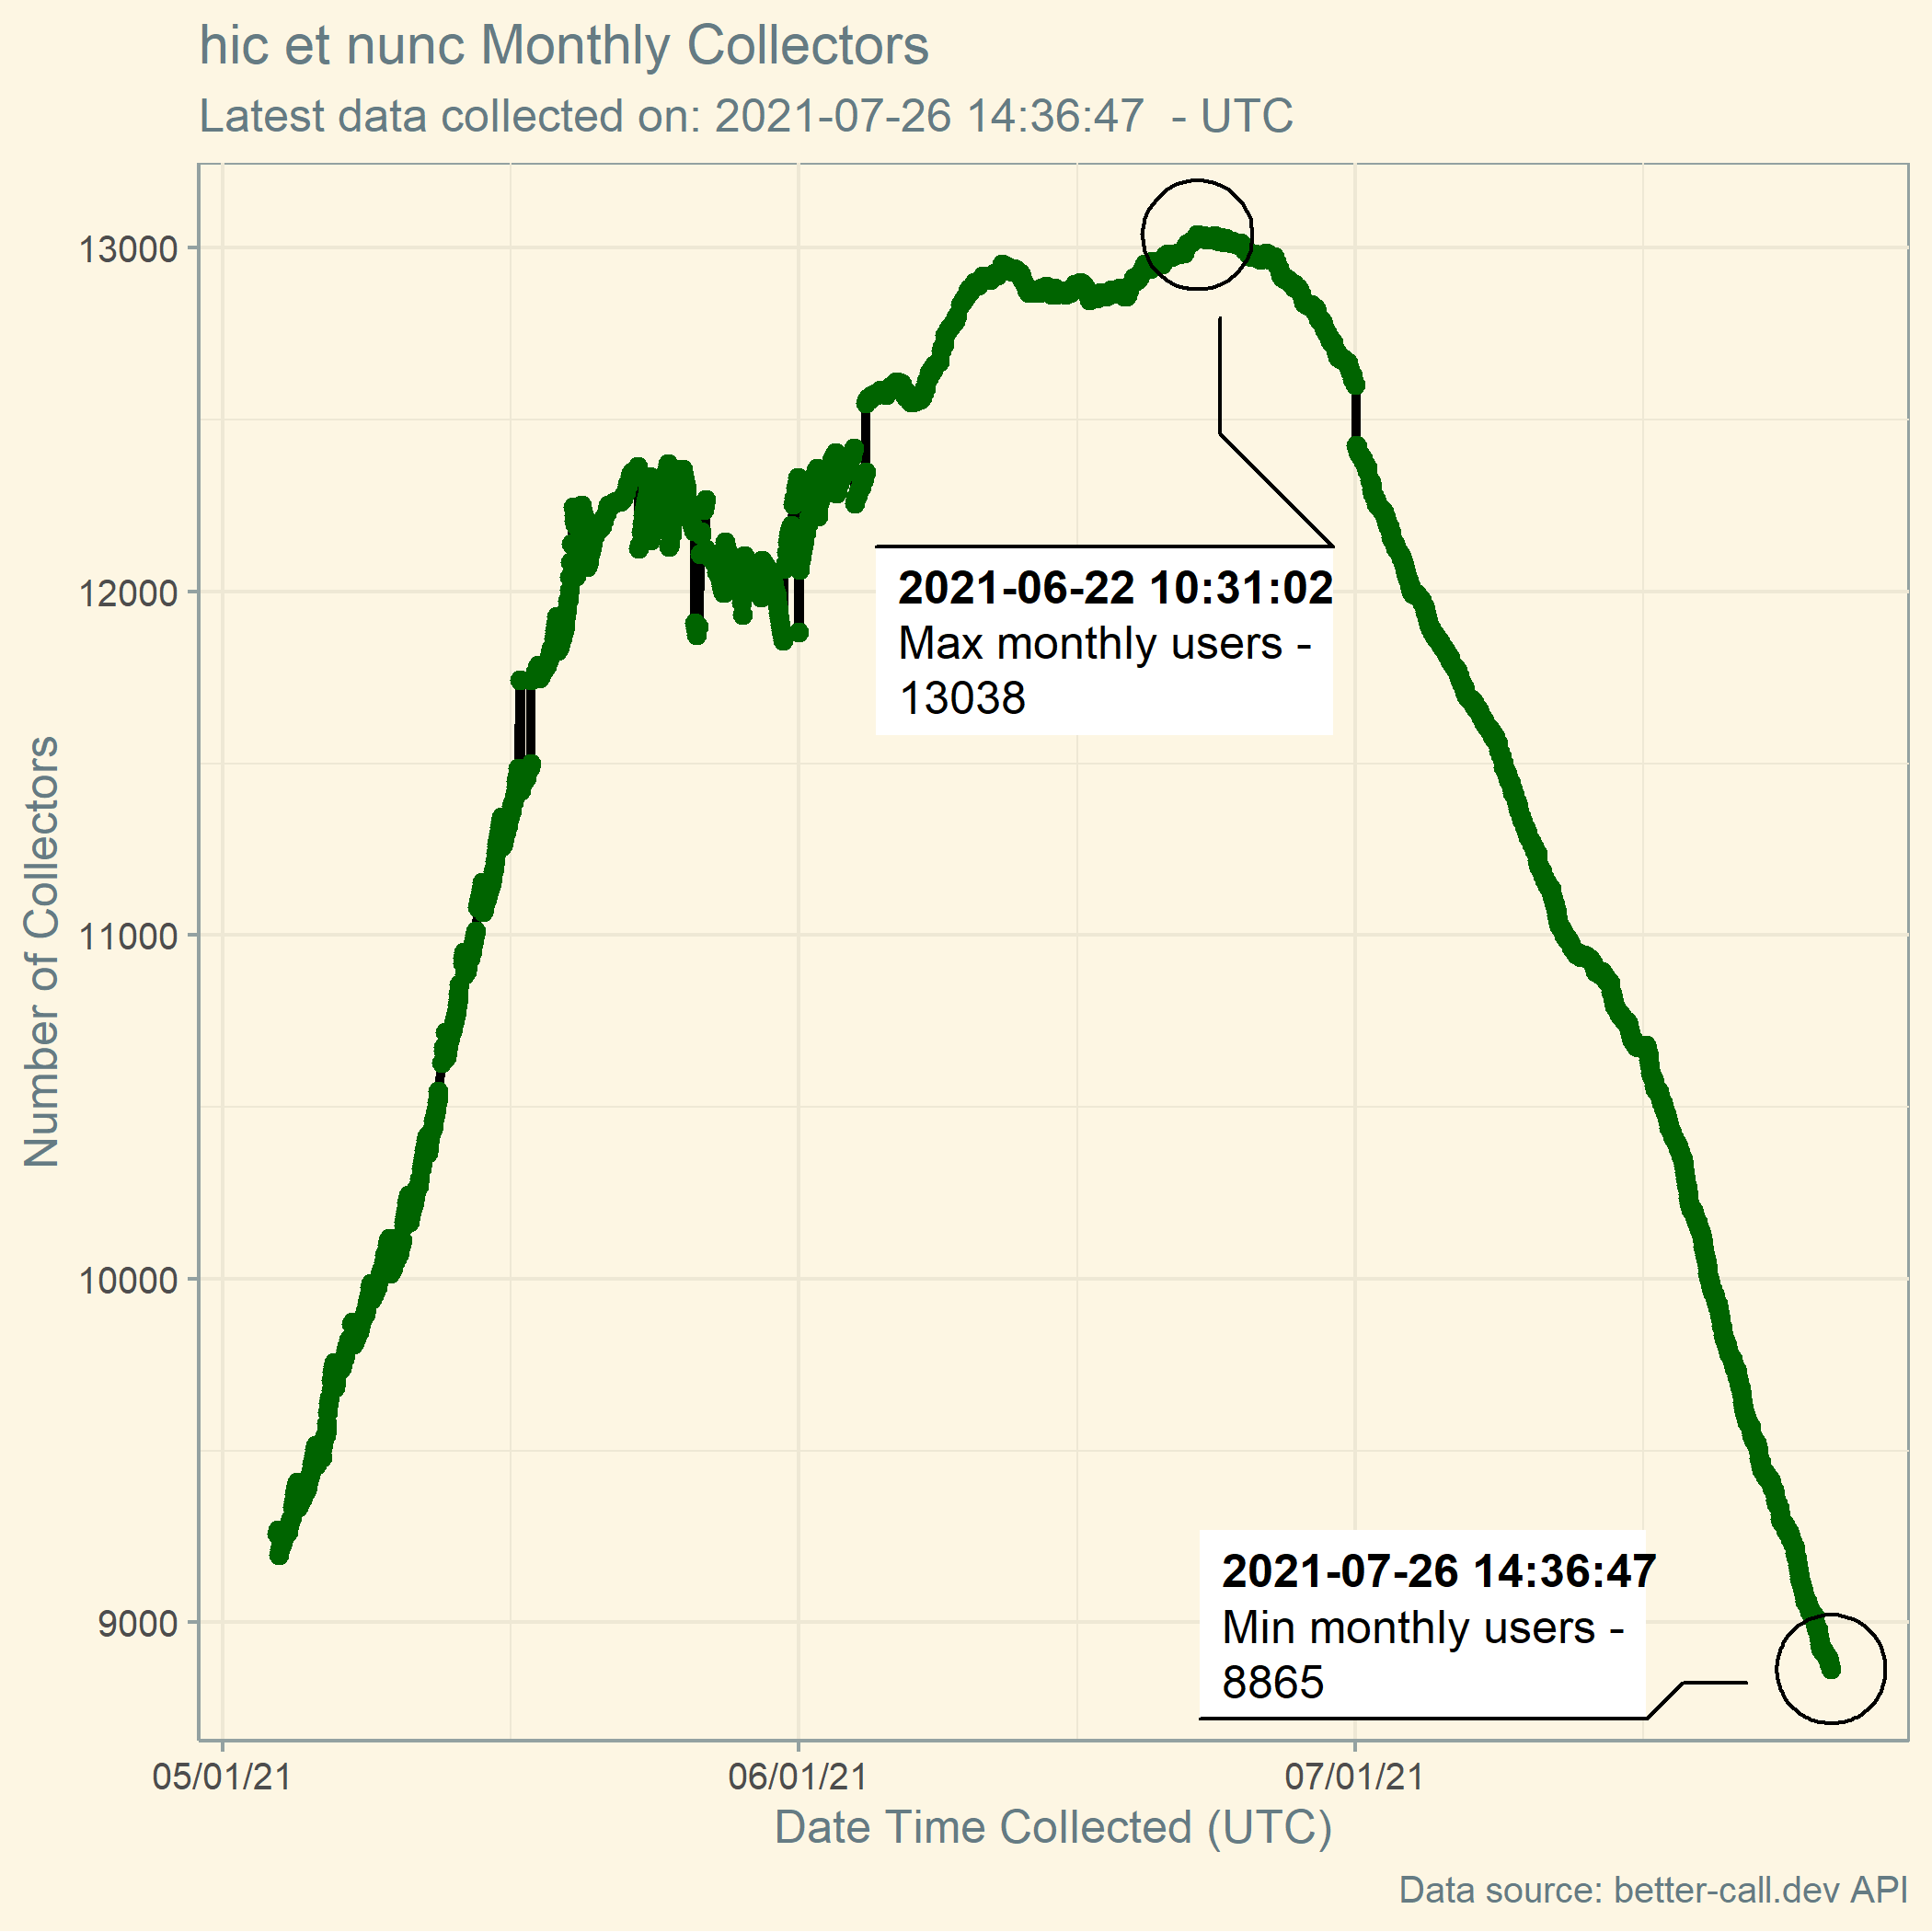 hic et nunc Monthly Collectors
Latest data collected on: 2021-07-26 14:36:47  - UTC
Number of Collectors
13000
12000
11000
10000
9000
2021-06-22 10:31:02
Max monthly users -
13038
2021-07-26 14:36:47
Min monthly users -
8865
05/01/21 06/01/21 07/01/21
Date Time Collected (UTC)
Data source: better-call.dev API